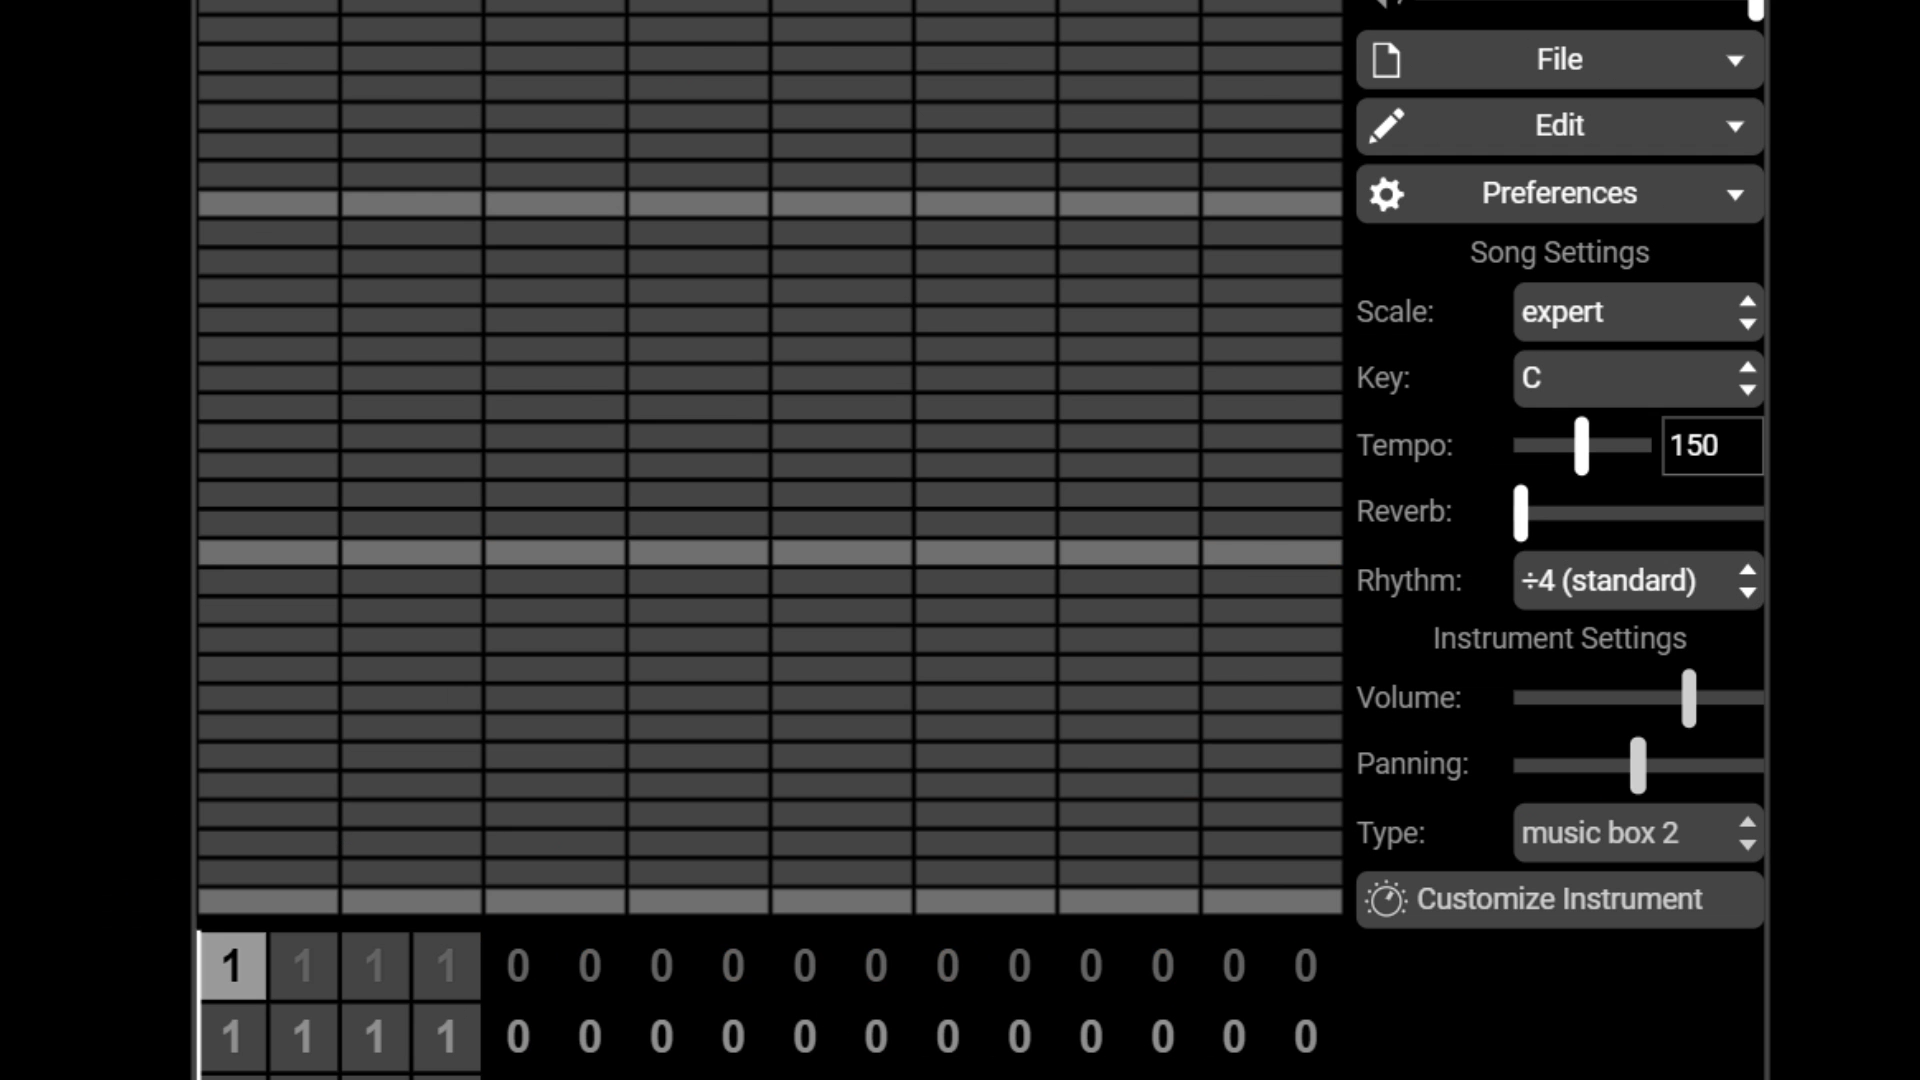 File
Edit
Preferences
Song Settings
Scale: expert
Key: C
Tempo: 150
Reverb:
Rhythm: ÷4 (standard)
Instrument Settings
Volume:
Panning:
Type: music box 2
Customize Instrument
1 1 1 1 0 0 0 0 0 0 0 0 0 0 0 0
1 1 1 1 0 0 0 0 0 0 0 0 0 0 0 0